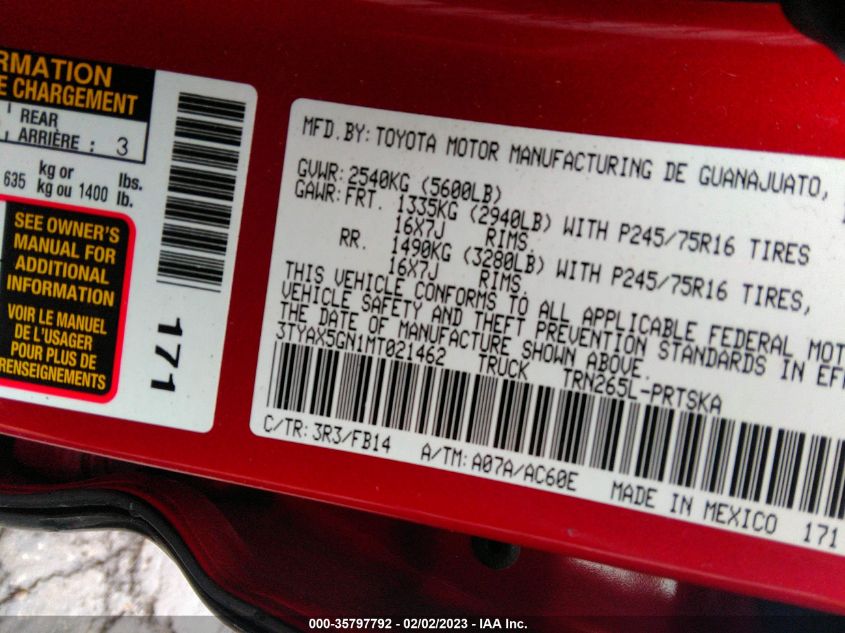 RMATION
E CHARGEMENT
REAR
ARRIÈRE : 3
kg or lbs.
635 kg ou 1400 lb.
SEE OWNER'S
MANUAL FOR
ADDITIONAL
INFORMATION
VOIR LE MANUEL
DE L'USAGER
POUR PLUS DE
RENSEIGNEMENTS
171
MFD.BY:TOYOTA MOTOR MANUFACTURING DE GUANAJUATO,
GVWR:2540KG (5600LB)
GAWR:FRT. 1335KG (2940LB) WITH P245/75R16 TIRES
16X7J RIMS,
RR. 1490KG (3280LB) WITH P245/75R16 TIRES,
16X7J RIMS
THIS VEHICLE CONFORMS TO ALL APPLICABLE FEDERAL MOT
VEHICLE SAFETY AND THEFT PREVENTION STANDARDS IN EF
THE DATE OF MANUFACTURE SHOWN ABOVE.
3TYAX5GN1MT021462 TRUCK TRN265L-PRTSKA
C/TR:3R3/FB14 A/TM:A07A/AC60E MADE IN MEXICO 171
000-35797792 / 02/02/2023 - IAA Inc.